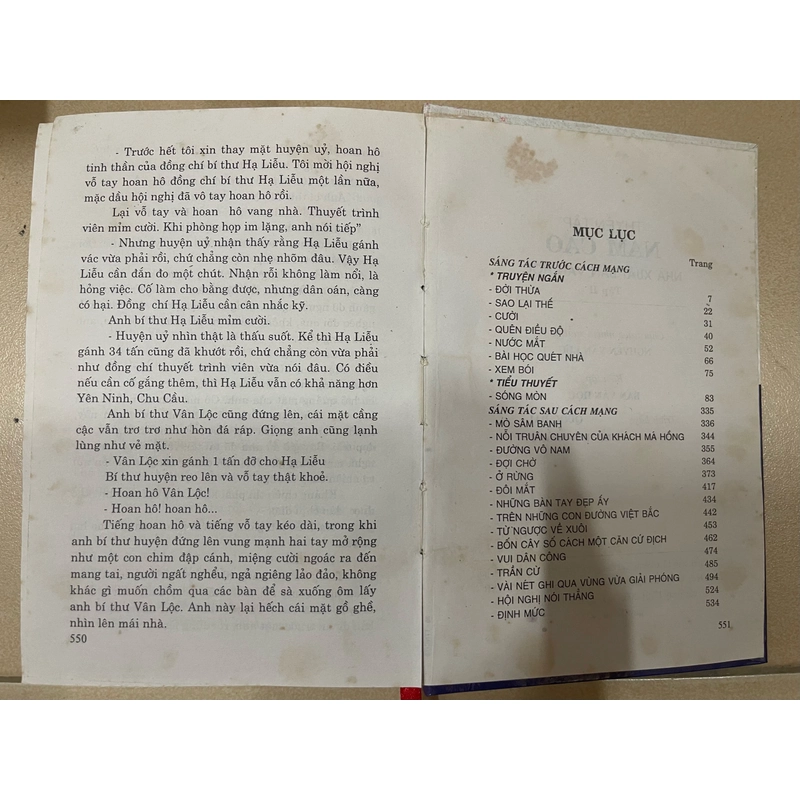 - Trước hết tôi xin thay mặt huyện uỷ, hoan hô
tinh thần của đồng chí bí thư Hạ Liễu. Tôi mời hội nghị
vỗ tay hoan hô đồng chí bí thư Hạ Liễu một lần nữa,
mặc dầu hội nghị đã vô tay hoan hô rồi.
Lại vỗ tay và hoan hô vang nhà. Thuyết trình
viên mỉm cười. Khi phòng họp im lặng, anh nói tiếp"
- Nhưng huyện uỷ nhận thấy rằng Hạ Liễu gánh
vác vừa phải rồi, chứ chẳng còn nhẹ nhõm đâu. Vậy Hạ
Liễu cần đắn đo một chút. Nhận rồi không làm nổi, là
hỏng việc. Cố làm cho bằng được, nhưng dân oán, càng
có hại. Đồng chí Hạ Liễu cần cân nhắc kỹ.
Anh bí thư Hạ Liễu mỉm cười.
- Huyện uỷ nhìn thật là thấu suốt. Kể thì Hạ Liễu
gánh 34 tấn cũng đã khướt rồi, chứ chẳng còn vừa phải
như đồng chí thuyết trình viên vừa nói đâu. Có điều
nếu cần cố gắng thêm, thì Hạ Liễu vẫn có khả năng hơn
Yên Ninh, Chu Cầu.
Anh bí thư Vân Lộc cũng đứng lên, cái mặt cằng
cặc vẫn trơ trơ như hòn đá ráp. Giọng anh cũng lạnh
lùng như vẻ mặt.
- Vân Lộc xin gánh 1 tấn đỡ cho Hạ Liễu
Bí thư huyện reo lên và vỗ tay thật khoẻ.
- Hoan hô Vân Lộc!
- Hoan hô! hoan hô...
Tiếng hoan hô và tiếng vỗ tay kéo dài, trong khi
anh bí thư huyện đứng lên vung mạnh hai tay mở rộng
như một con chim đập cánh, miệng cười ngoác ra đến
mang tai, người ngất nghểu, ngả nghiêng lảo đảo, không
khác gì muốn chồm qua các bàn để sà xuống ôm lấy
anh bí thư Vân Lộc. Anh này lại hếch cái mặt gồ ghề,
nhìn lên mái nhà.
550
MỤC LỤC
SÁNG TÁC TRƯỚC CÁCH MẠNG Trang
* TRUYỆN NGẮN
- ĐỜI THỪA 7
- SAO LẠI THẾ 22
- CƯỜI 31
- QUÊN ĐIỀU ĐỘ 40
- NƯỚC MẮT 52
- BÀI HỌC QUÉT NHÀ 66
- XEM BÓI 75
* TIỂU THUYẾT
- SỐNG MÒN 83
SÁNG TÁC SAU CÁCH MẠNG 335
- MÒ SÂM BANH 336
- NỖI TRUÂN CHUYÊN CỦA KHÁCH MÁ HỒNG 344
- ĐƯỜNG VÔ NAM 355
- ĐỢI CHỜ 364
- Ở RỪNG 373
- ĐÔI MẮT 417
- NHỮNG BÀN TAY ĐẸP ẤY 434
- TRÊN NHỮNG CON ĐƯỜNG VIỆT BẮC 442
- TỪ NGƯỢC VỀ XUÔI 453
- BỐN CÂY SỐ CÁCH MỘT CĂN CỨ ĐỊCH 462
- VUI DÂN CÔNG 474
- TRẦN CỪ 485
- VÀI NÉT GHI QUA VÙNG VỪA GIẢI PHÓNG 494
- HỘI NGHỊ NÓI THẲNG 524
- ĐỊNH MỨC 534
551